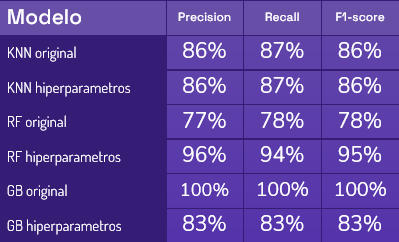 Modelo Precision Recall F1-score
KNN original 86% 87% 86%
KNN hiperparametros 86% 87% 86%
RF original 77% 78% 78%
RF hiperparametros 96% 94% 95%
GB original 100% 100% 100%
GB hiperparametros 83% 83% 83%